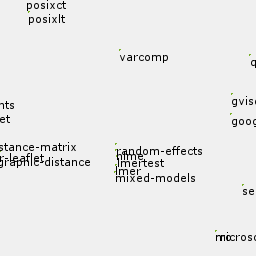 posixct
posixlt
varcomp
gvis
goog
nts
et
stance-matrix
r-leaflet
graphic-distance
random-effects
nlme
lmertest
lmer
mixed-models
se
microso